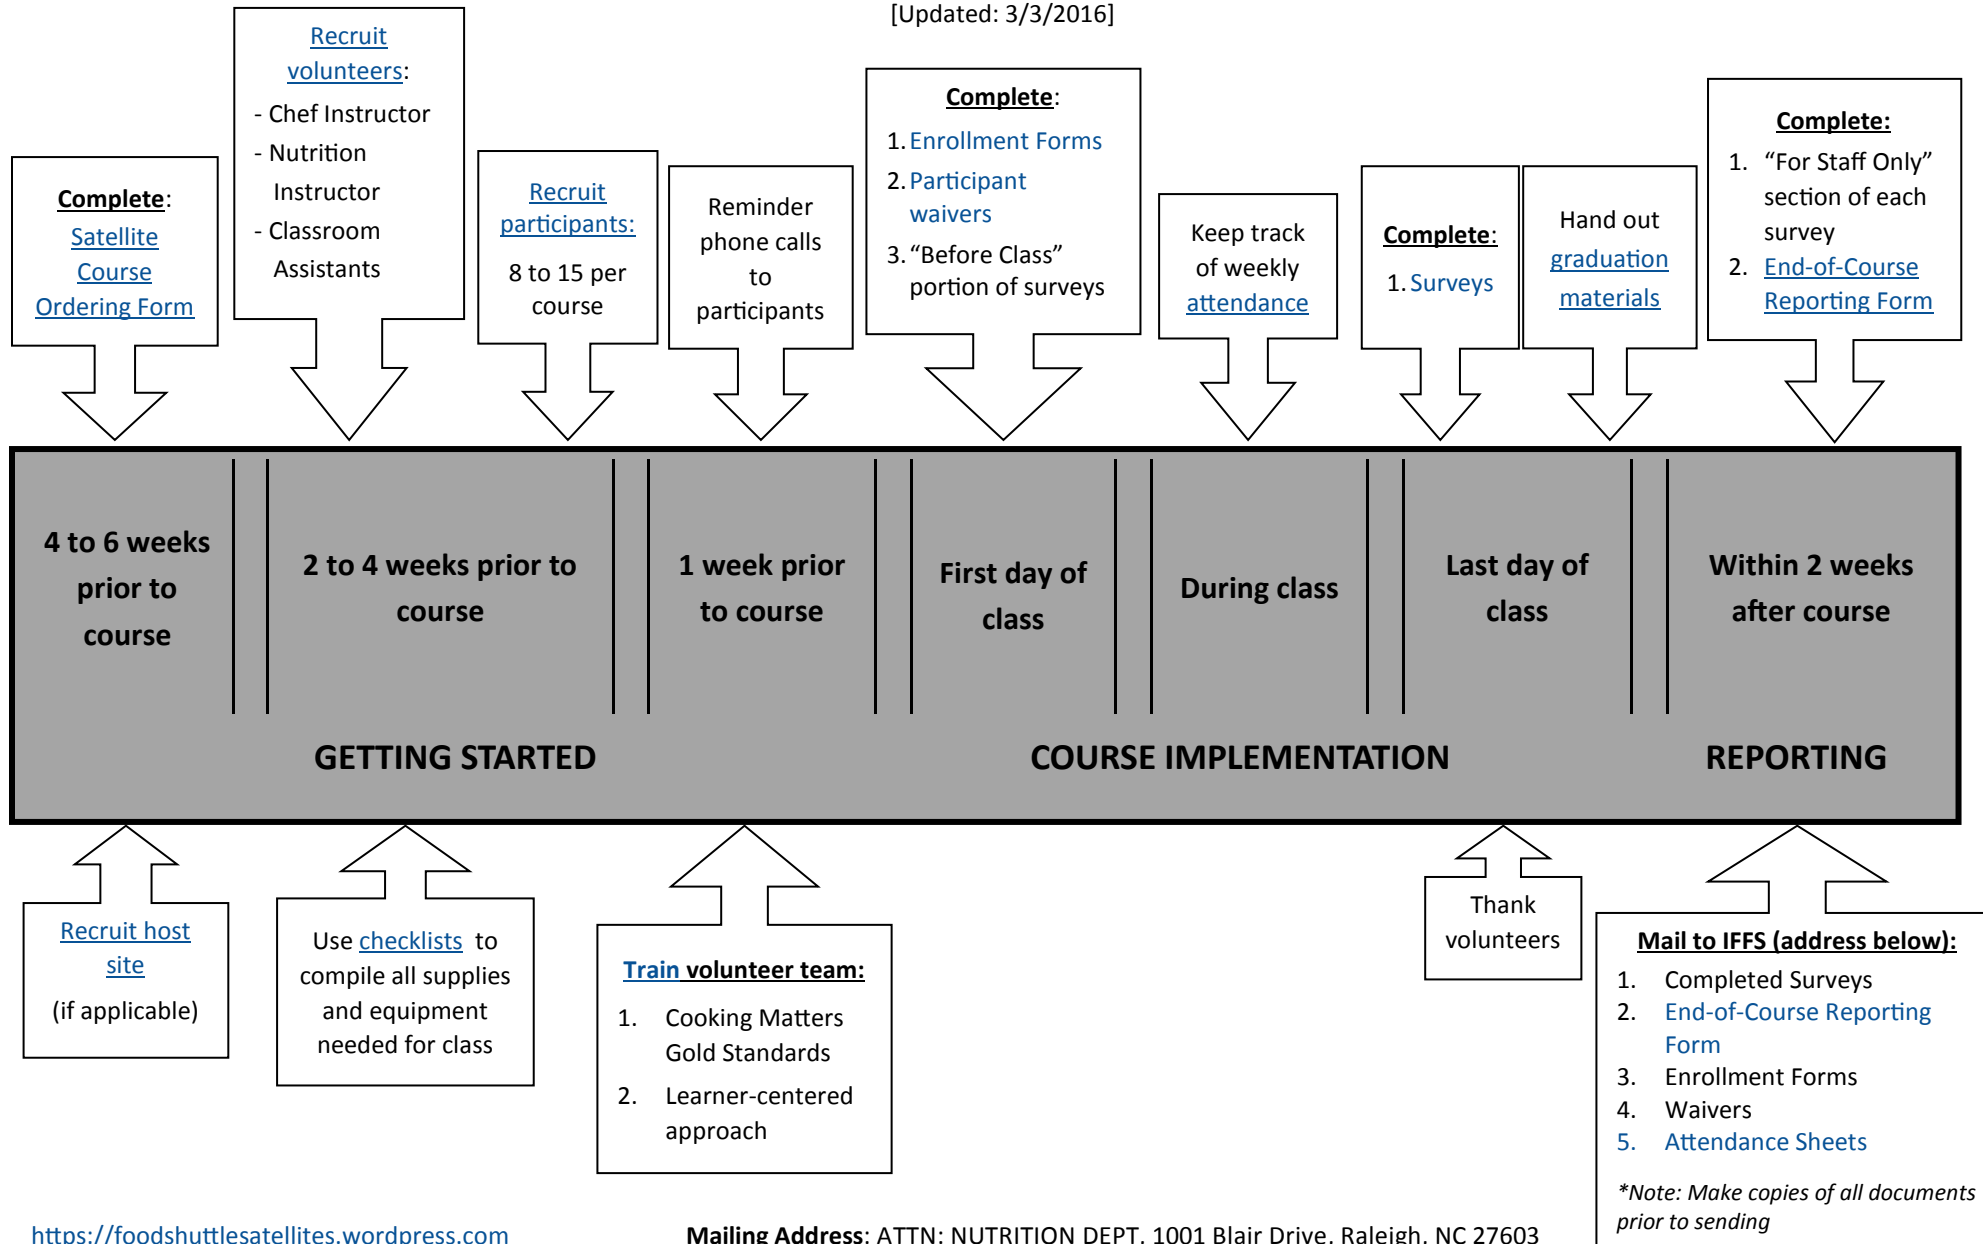 [Updated: 3/3/2016]
Complete:
Satellite
Course
Ordering Form
Recruit
volunteers:
- Chef Instructor
- Nutrition
Instructor
- Classroom
Assistants
Recruit
participants:
8 to 15 per
course
Reminder
phone calls
to
participants
Complete:
1. Enrollment Forms
2. Participant
waivers
3. “Before Class”
portion of surveys
Keep track
of weekly
attendance
Complete:
1. Surveys
Hand out
graduation
materials
Complete:
1. “For Staff Only”
section of each
survey
2. End-of-Course
Reporting Form
4 to 6 weeks
prior to
course
2 to 4 weeks prior to
course
1 week prior
to course
First day of
class
During class
Last day of
class
Within 2 weeks
after course
GETTING STARTED
COURSE IMPLEMENTATION
REPORTING
Recruit host
site
(if applicable)
Use checklists to
compile all supplies
and equipment
needed for class
Train volunteer team:
1. Cooking Matters
Gold Standards
2. Learner-centered
approach
Thank
volunteers
Mail to IFFS (address below):
1. Completed Surveys
2. End-of-Course Reporting
Form
3. Enrollment Forms
4. Waivers
5. Attendance Sheets
*Note: Make copies of all documents
prior to sending
https://foodshuttlesatellites.wordpress.com
Mailing Address: ATTN: NUTRITION DEPT. 1001 Blair Drive, Raleigh, NC 27603